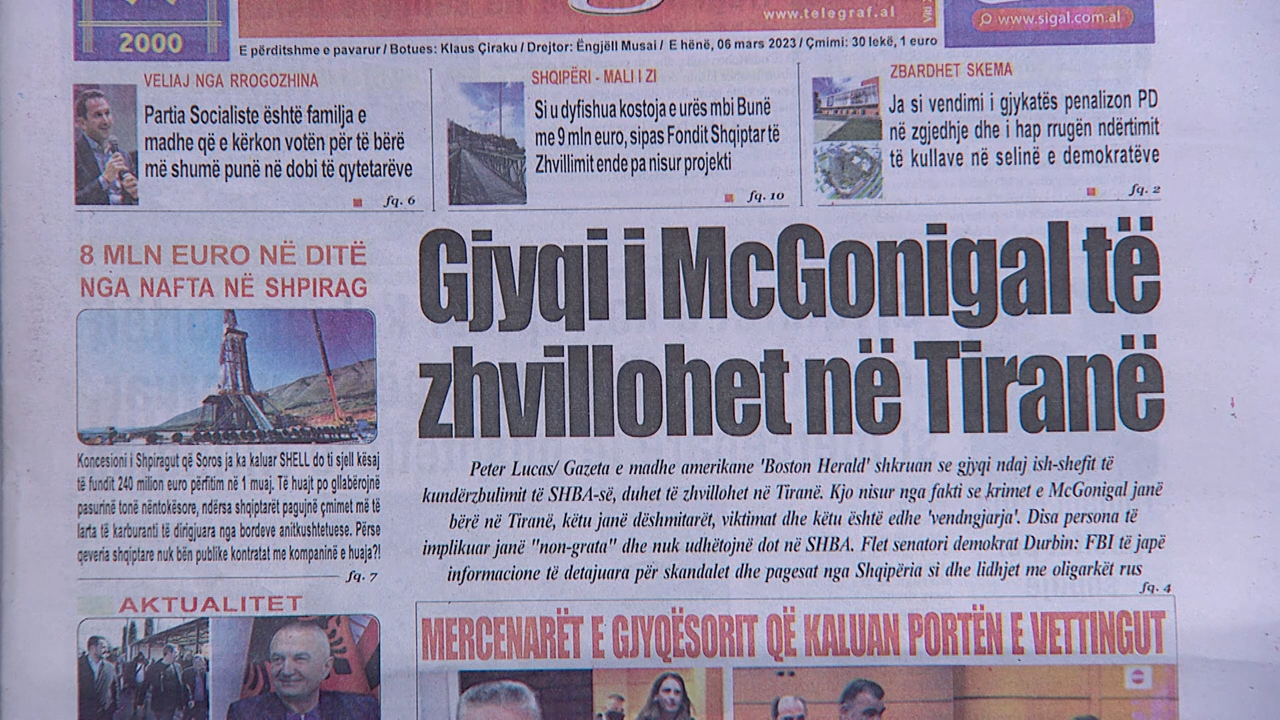 2000
www.telegraf.al
www.sigal.com.al
E përditshme e pavarur / Botues: Klaus Çiraku / Drejtor: Ëngjëll Musai / E hënë, 06 mars 2023 / Çmimi: 30 lekë, 1 euro
VELIAJ NGA RROGOZHINA
Partia Socialiste është familja e
madhe që e kërkon votën për të bërë
më shumë punë në dobi të qytetarëve
fq. 6
SHQIPËRI - MALI I ZI
Si u dyfishua kostoja e urës mbi Bunë
me 9 mln euro, sipas Fondit Shqiptar të
Zhvillimit ende pa nisur projekti
fq. 10
ZBARDHET SKEMA
Ja si vendimi i gjykatës penalizon PD
në zgjedhje dhe i hap rrugën ndërtimit
të kullave në selinë e demokratëve
fq. 2
8 MLN EURO NË DITË
NGA NAFTA NË SHPIRAG
Koncesioni i Shpiragut që Soros ja ka kaluar SHELL do ti sjell kësaj
të fundit 240 milion euro përfitim në 1 muaj. Të huajt po gllabërojnë
pasurinë tonë nëntokësore, ndërsa shqiptarët pagujnë çmimet më të
larta të karburanti të dirigjuara nga bordeve anitkushtetuese. Përse
qeveria shqiptare nuk bën publike kontratat me kompaninë e huaja?!
fq. 7
AKTUALITET
Gjyqi i McGonigal të
zhvillohet në Tiranë
Peter Lucas/ Gazeta e madhe amerikane 'Boston Herald' shkruan se gjyqi ndaj ish-shefit të
kundërzbulimit të SHBA-së, duhet të zhvillohet në Tiranë. Kjo nisur nga fakti se krimet e McGonigal janë
bërë në Tiranë, këtu janë dëshmitarët, viktimat dhe këtu është edhe 'vendngjarja'. Disa persona të
implikuar janë "non-grata" dhe nuk udhëtojnë dot në SHBA. Flet senatori demokrat Durbin: FBI të japë
informacione të detajuara për skandalet dhe pagesat nga Shqipëria si dhe lidhjet me oligarkët rus
fq. 4
MERCENARËT E GJYQËSORIT QË KALUAN PORTËN E VETTINGUT